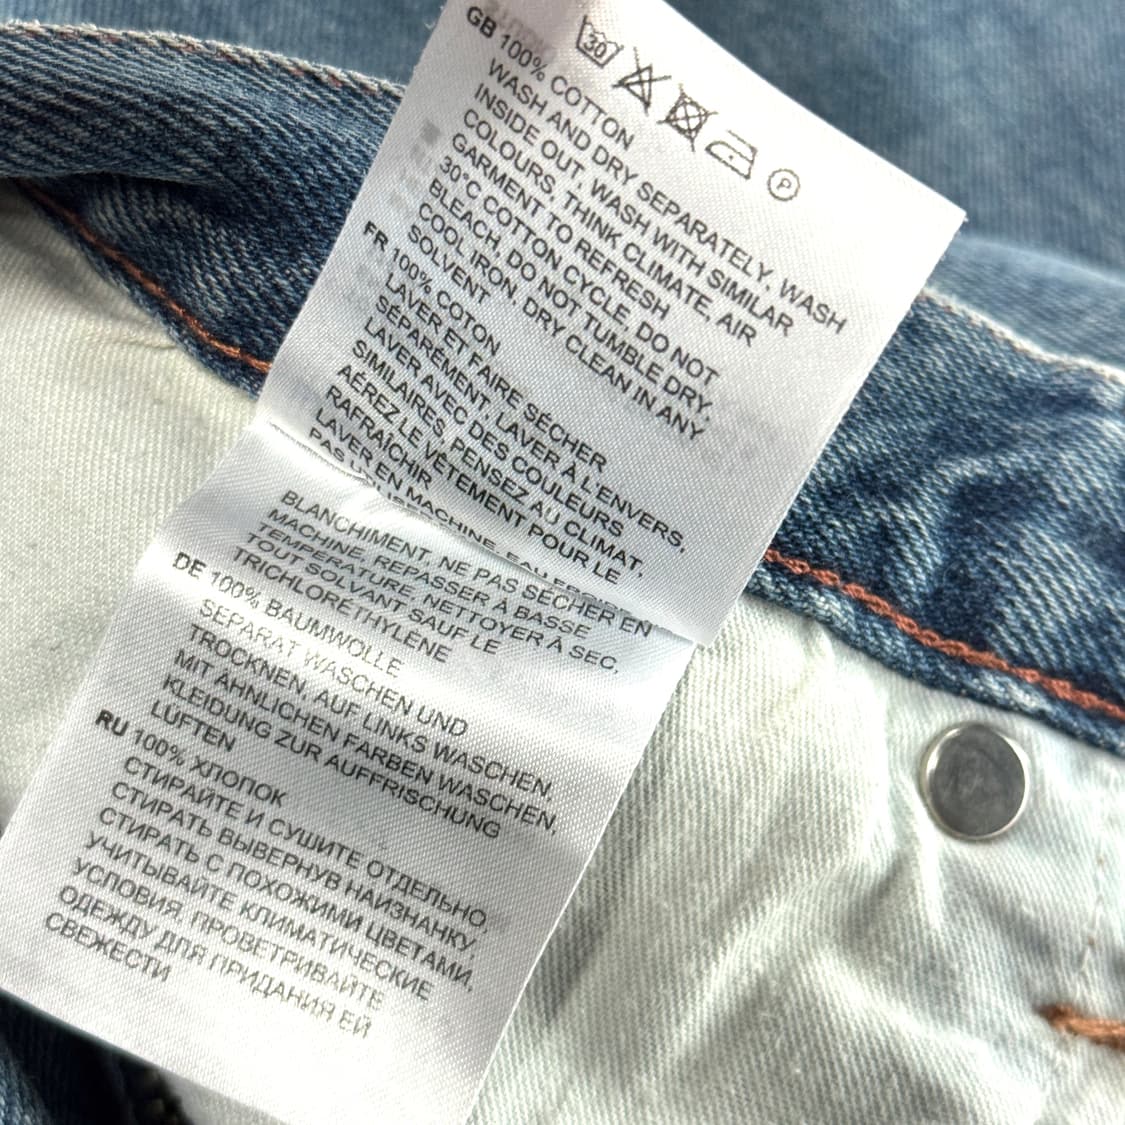 30
P
GB 100% COTTON
WASH AND DRY SEPARATELY, WASH
INSIDE OUT, WASH WITH SIMILAR
COLOURS, THINK CLIMATE, AIR
GARMENT TO REFRESH
30°C COTTON CYCLE, DO NOT
BLEACH, DO NOT TUMBLE DRY,
COOL IRON, DRY CLEAN IN ANY
SOLVENT
FR 100% COTON
LAVER ET FAIRE SÉCHER
SÉPARÉMENT, LAVER À L'ENVERS,
LAVER AVEC DES COULEURS
SIMILAIRES, PENSEZ AU CLIMAT,
AÉREZ LE VÊTEMENT POUR LE
RAFRAÎCHIR
LAVER EN MACHINE,
PAS
BLANCHIMENT, NE PAS SÉCHER EN
MACHINE, REPASSER À BASSE
TEMPÉRATURE, NETTOYER À SEC,
TOUT SOLVANT SAUF LE
TRICHLORÉTHYLÈNE
DE 100% BAUMWOLLE
SEPARAT WASCHEN UND
TROCKNEN, AUF LINKS WASCHEN,
MIT ÄHNLICHEN FARBEN WASCHEN,
KLEIDUNG ZUR AUFFRISCHUNG
LÜFTEN
RU 100% ХЛОПОК
СТИРАЙТЕ И СУШИТЕ ОТДЕЛЬНО
СТИРАТЬ ВЫВЕРНУВ НАИЗНАНКУ,
СТИРАТЬ С ПОХОЖИМИ ЦВЕТАМИ,
УЧИТЫВАЙТЕ КЛИМАТИЧЕСКИЕ
УСЛОВИЯ, ПРОВЕТРИВАЙТЕ
ОДЕЖДУ ДЛЯ ПРИДАНИЯ ЕЙ
СВЕЖЕСТИ